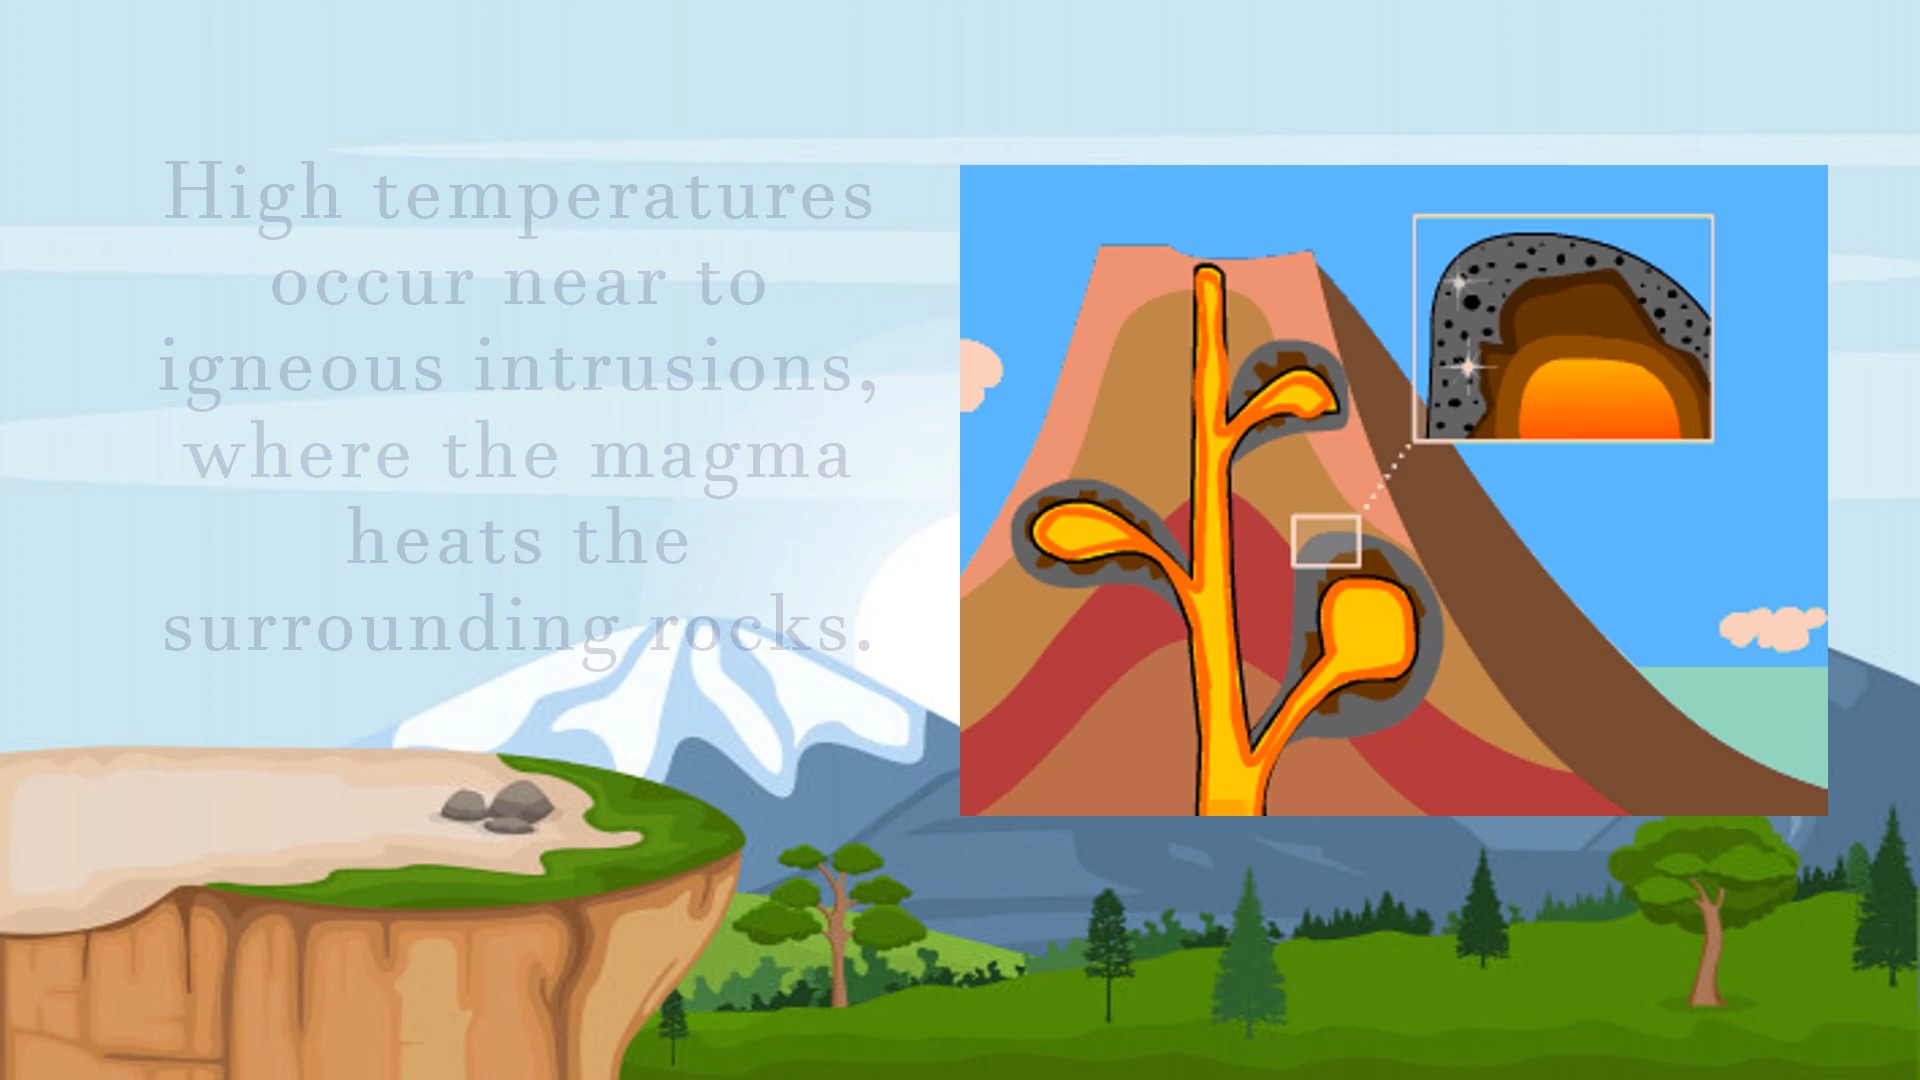 High temperatures
occur near to
igneous intrusions,
where the magma
heats the
surrounding rocks.